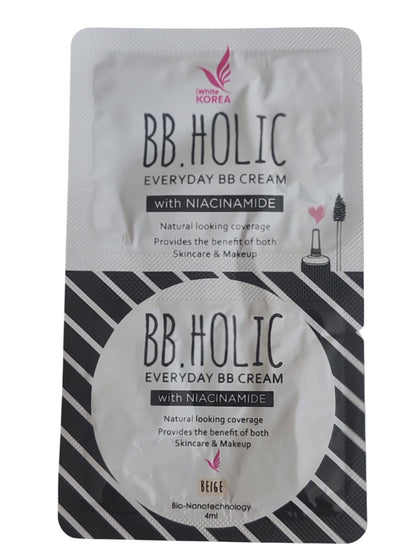 iWhite
KOREA
BB.HOLIC
EVERYDAY BB CREAM
with NIACINAMIDE
Natural looking coverage
Provides the benefit of both
Skincare & Makeup
BB.HOLIC
EVERYDAY BB CREAM
with NIACINAMIDE
Natural looking coverage
Provides the benefit of both
Skincare & Makeup
BEIGE
Bio-Nanotechnology
4ml